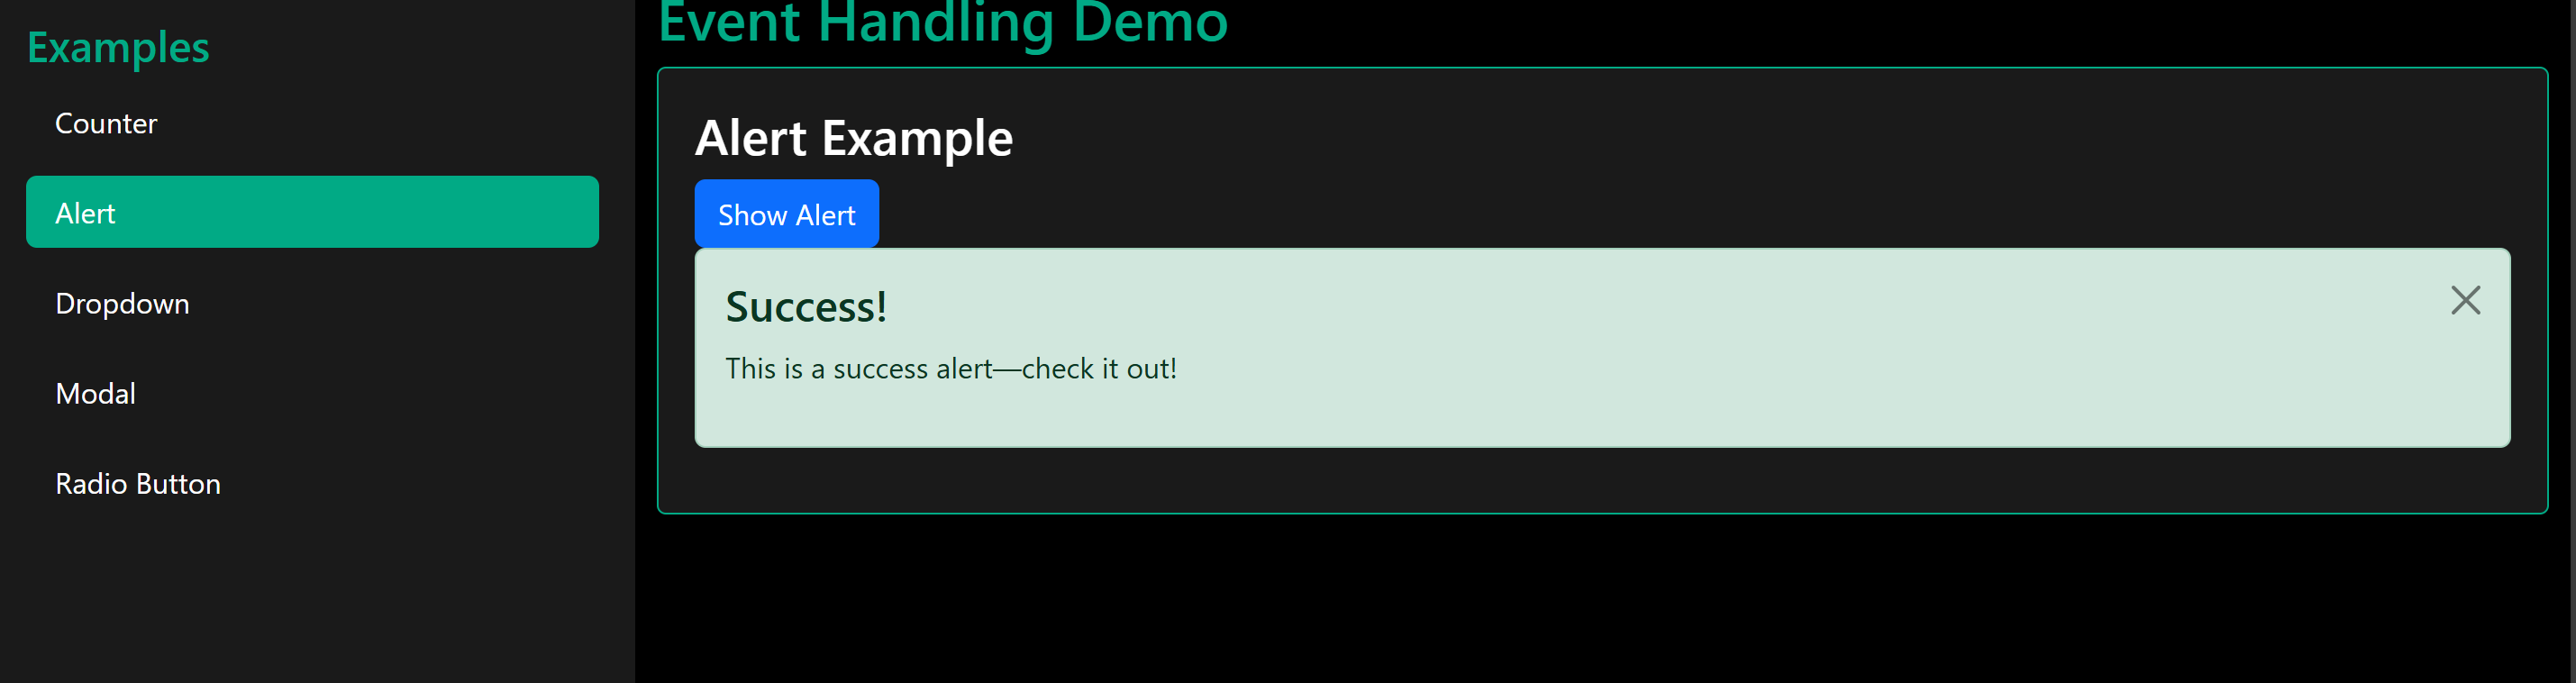 Examples
Counter
Alert
Dropdown
Modal
Radio Button
Event Handling Demo
Alert Example
Show Alert
Success!
This is a success alert—check it out!